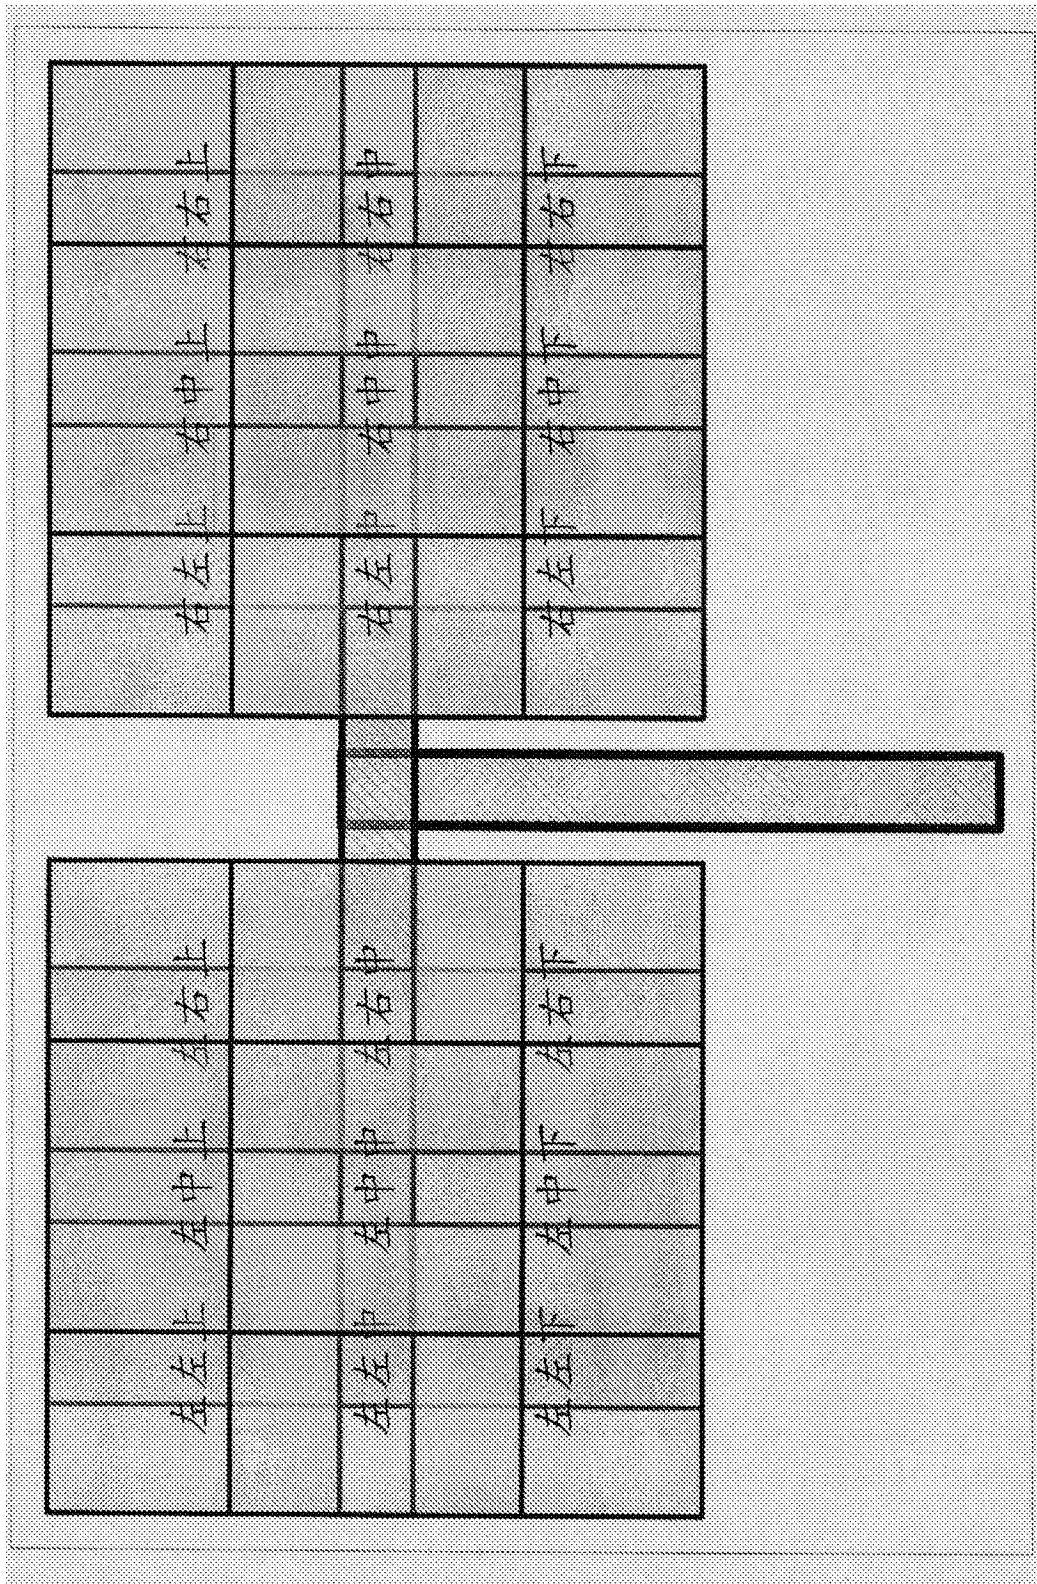 左左上 左中上 左右上 右左上 右中上 右右上
左左中 左中中 左右中 右左中 右中中 右右中
左左下 左中下 左右下 右左下 右中下 右右下